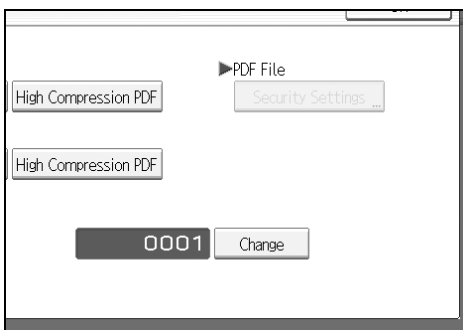 ►PDF File
High Compression PDF
Security Settings ...
High Compression PDF
0001
Change